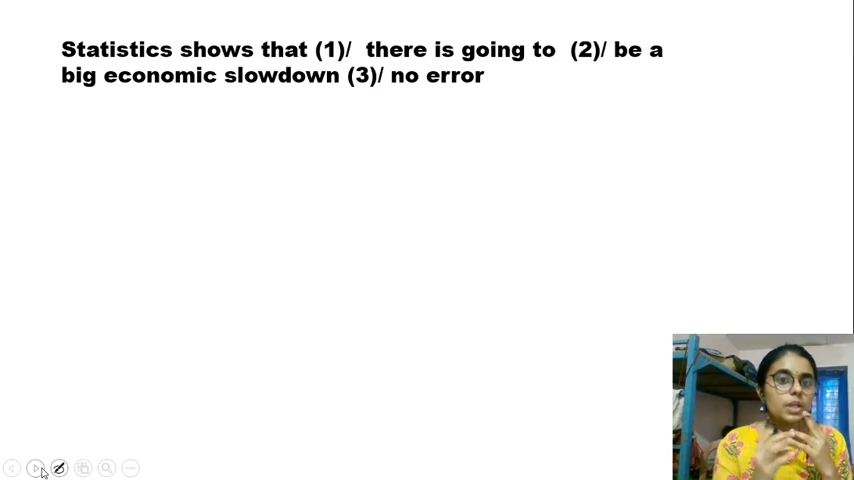 Statistics shows that (1)/ there is going to (2)/ be a
big economic slowdown (3)/ no error